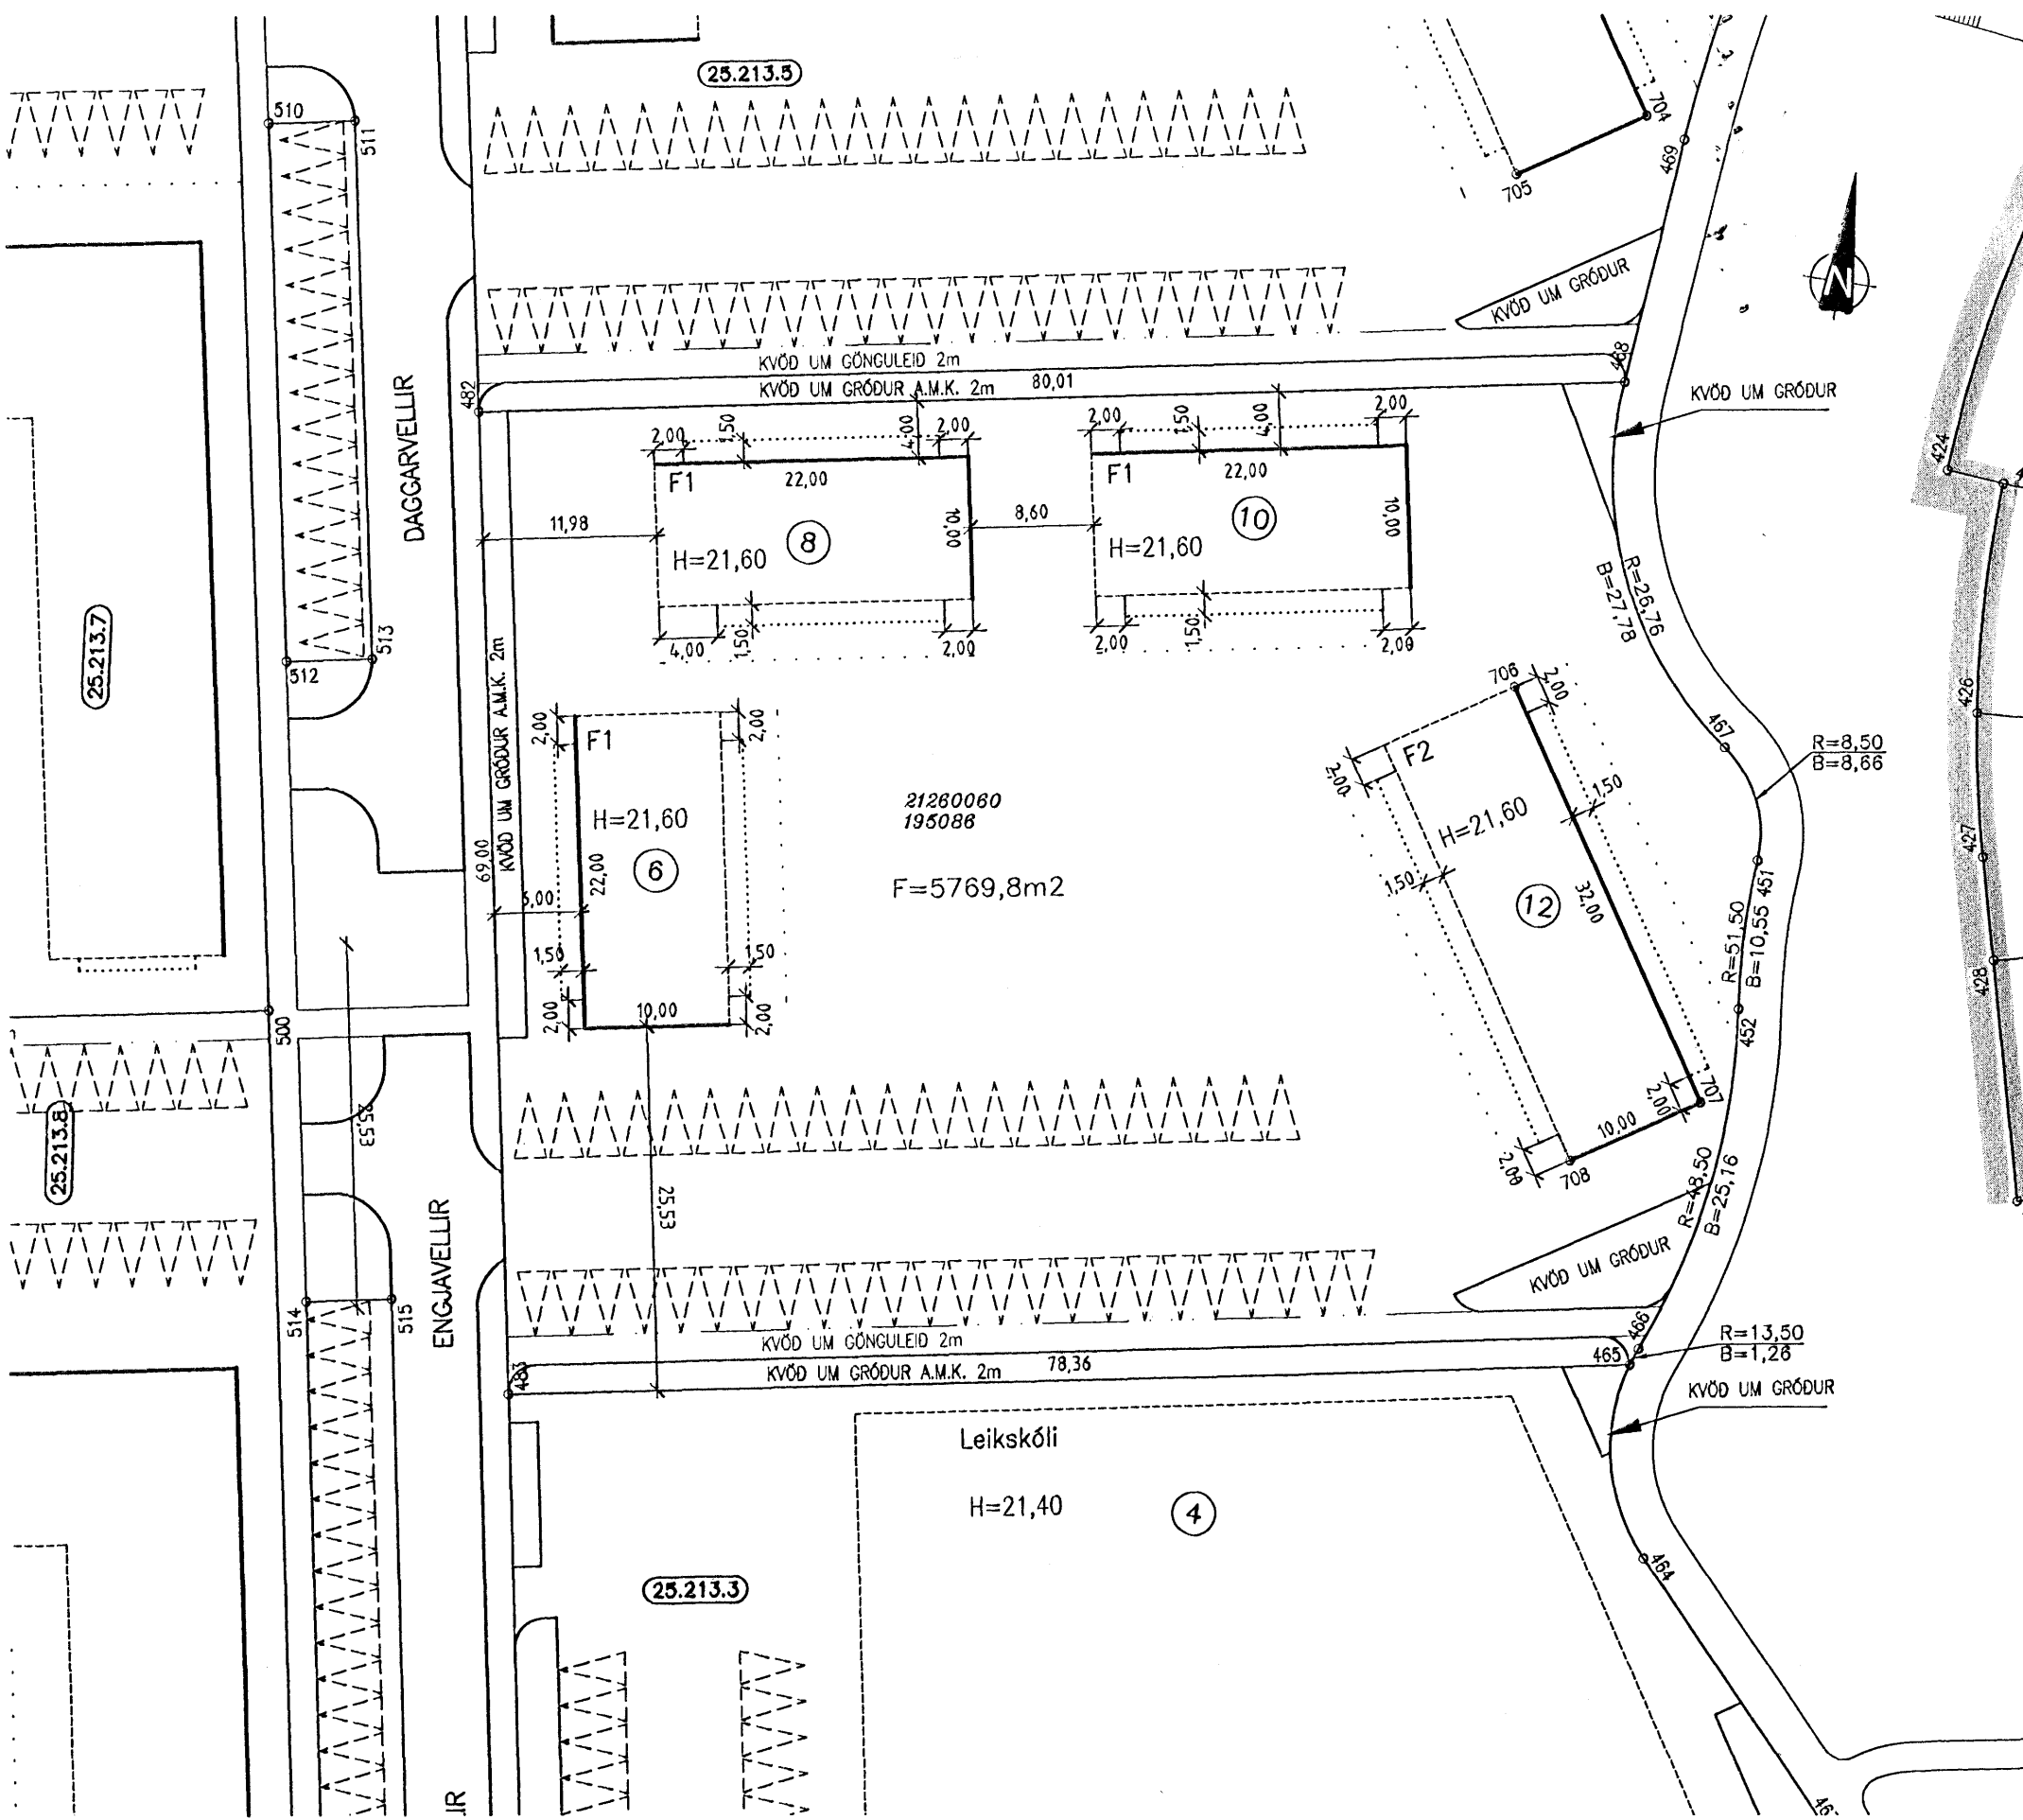 25.213.5
510
511
704
469
705
KVÖÐ UM GRÓÐUR
N
468
KVÖÐ UM GÖNGULEIÐ 2m
KVÖÐ UM GRÓÐUR A.M.K. 2m
80,01
482
KVÖÐ UM GRÓÐUR
DAGGARVELLIR
2,00
1,50
4,00
2,00
2,00
1,50
4,00
2,00
F1
22,00
F1
22,00
424
11,98
8
10,00
8,60
10
10,00
H=21,60
H=21,60
R=26,76
B=27,78
25.213.7
513
512
4,00
1,50
2,00
2,00
1,50
2,00
KVÖÐ UM GRÓÐUR A.M.K. 2m
69,00
706
2,00
426
467
R=8,50
B=8,66
2,00
F1
2,00
2,00
F2
1,50
H=21,60
21260060
195086
H=21,60
427
6
22,00
F=5769,8m2
1,50
12
32,00
451
5,00
R=51,50
B=10,55
1,50
1,50
428
452
2,00
10,00
2,00
500
25.213.8
25,53
707
2,00
10,00
2,00
708
25,53
R=48,50
B=25,16
ENGJAVELLIR
KVÖÐ UM GRÓÐUR
514
515
KVÖÐ UM GÖNGULEIÐ 2m
KVÖÐ UM GRÓÐUR A.M.K. 2m
78,36
483
465
466
R=13,50
B=1,26
KVÖÐ UM GRÓÐUR
Leikskóli
H=21,40
4
464
25.213.3
IR